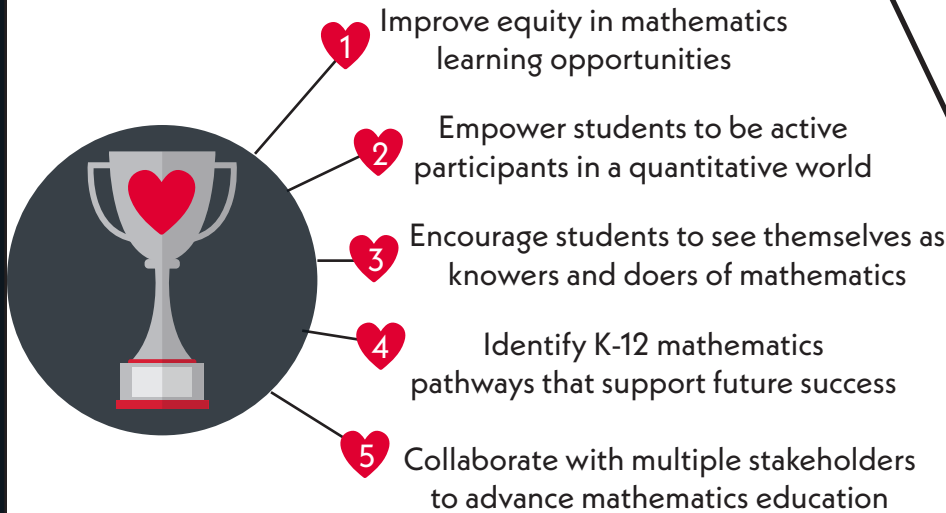 1
Improve equity in mathematics
learning opportunities
2
Empower students to be active
participants in a quantitative world
3
Encourage students to see themselves as
knowers and doers of mathematics
4
Identify K-12 mathematics
pathways that support future success
5
Collaborate with multiple stakeholders
to advance mathematics education